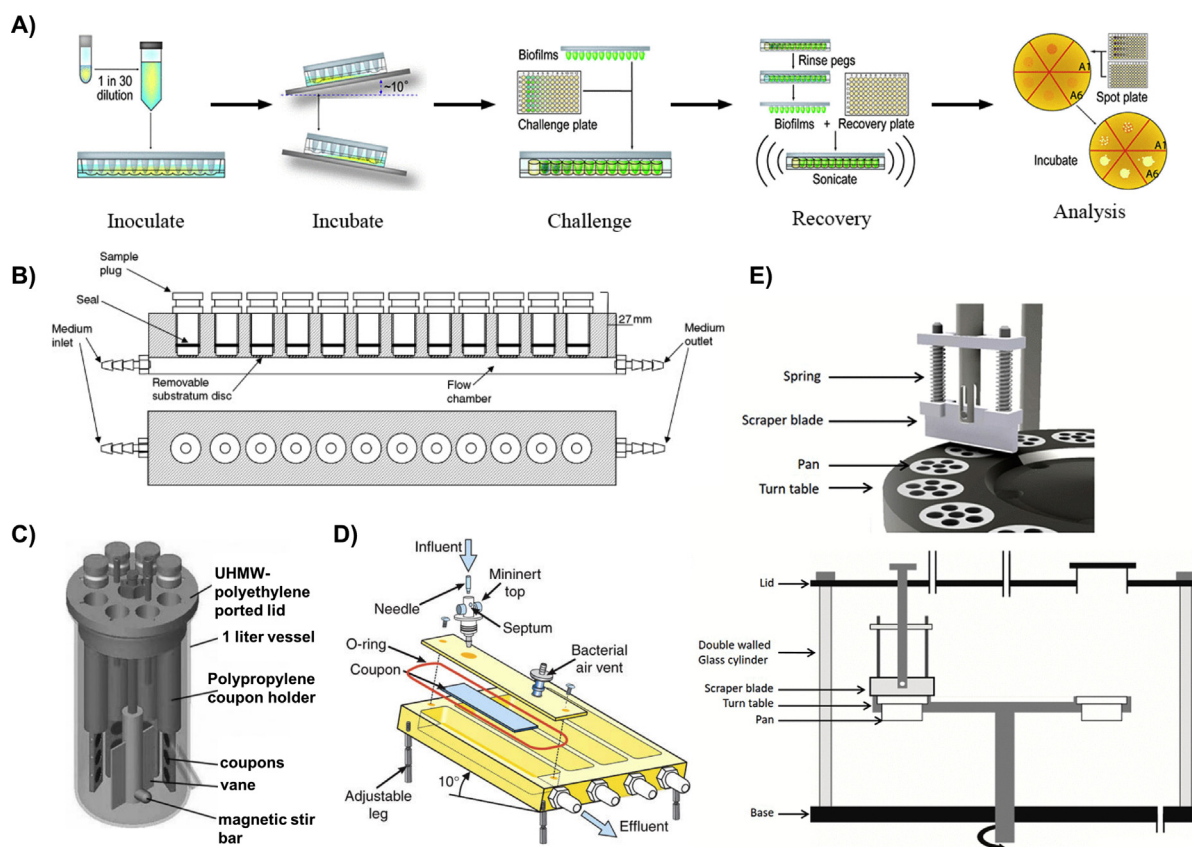 A)
1 in 30
dilution
~10°
Biofilms
Challenge plate
Rinse pegs
Biofilms + Recovery plate
Sonicate
A1
A6
Spot plate
Incubate
A1
A6
Inoculate
Incubate
Challenge
Recovery
Analysis
B)
Sample
plug
Seal
Medium
inlet
Removable
substratum disc
Flow
chamber
27 mm
Medium
outlet
C)
UHMW-
polyethylene
ported lid
1 liter vessel
Polypropylene
coupon holder
coupons
vane
magnetic stir
bar
D)
Influent
Mininert
top
Needle
Septum
O-ring
Coupon
Bacterial
air vent
Adjustable
leg
10°
Effluent
E)
Spring
Scraper blade
Pan
Turn table
Lid
Double walled
Glass cylinder
Scraper blade
Turn table
Pan
Base